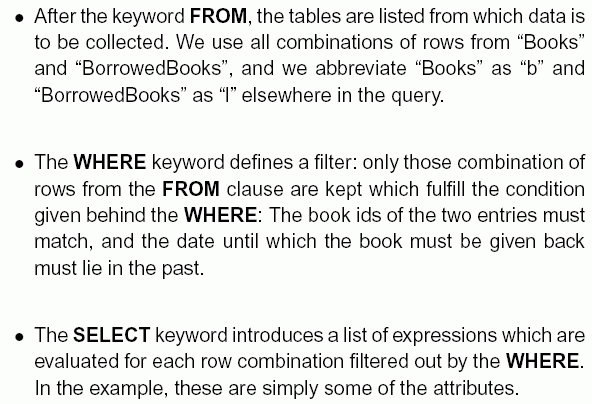 • After the keyword FROM, the tables are listed from which data is
to be collected. We use all combinations of rows from “Books”
and “BorrowedBooks”, and we abbreviate “Books” as “b” and
“BorrowedBooks” as “l” elsewhere in the query.
• The WHERE keyword defines a filter: only those combination of
rows from the FROM clause are kept which fulfill the condition
given behind the WHERE: The book ids of the two entries must
match, and the date until which the book must be given back
must lie in the past.
• The SELECT keyword introduces a list of expressions which are
evaluated for each row combination filtered out by the WHERE.
In the example, these are simply some of the attributes.